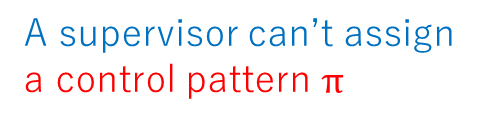 A supervisor can’t assign
a control pattern π